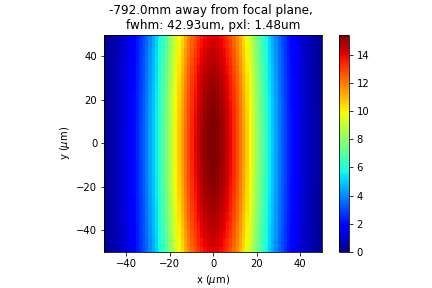 -792.0mm away from focal plane,
fwhm: 42.93um, pxl: 1.48um
y (μm)
40
20
0
−20
−40
−40 −20 0 20 40
x (μm)
14
12
10
8
6
4
2
0